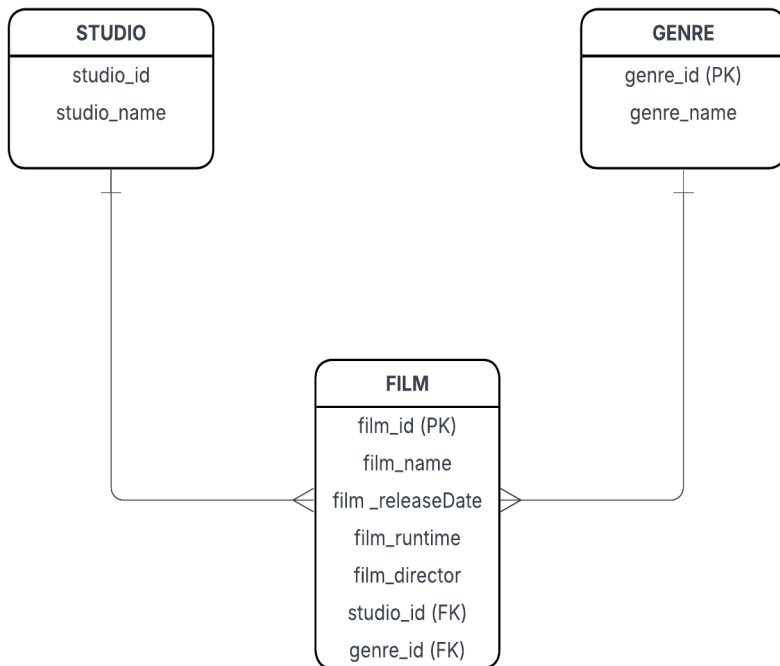 STUDIO
studio_id
studio_name
GENRE
genre_id (PK)
genre_name
FILM
film_id (PK)
film_name
film _releaseDate
film_runtime
film_director
studio_id (FK)
genre_id (FK)